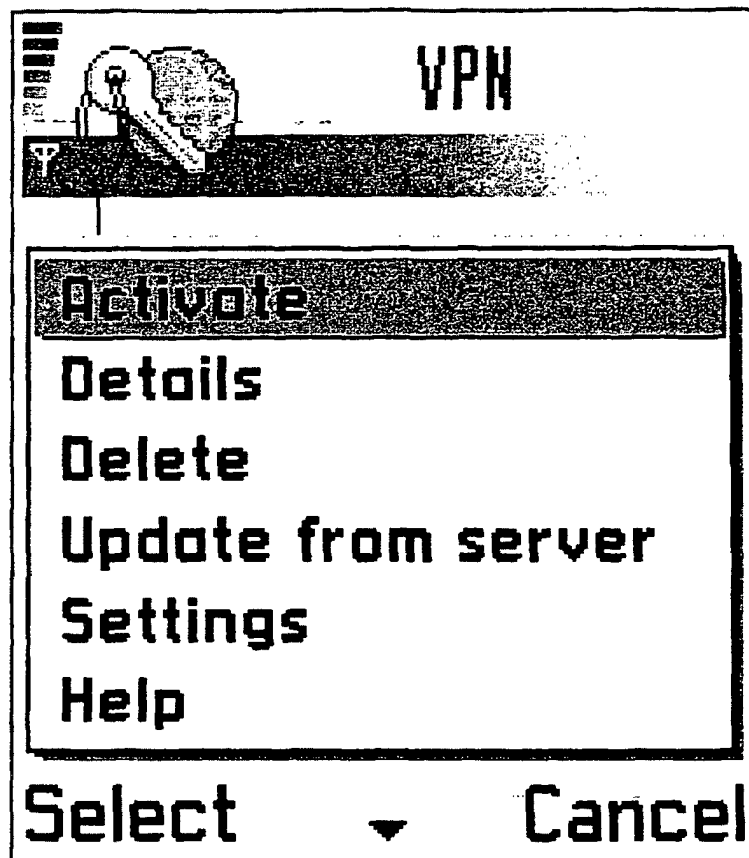 VPN
Activate
Details
Delete
Update from server
Settings
Help
Select Cancel